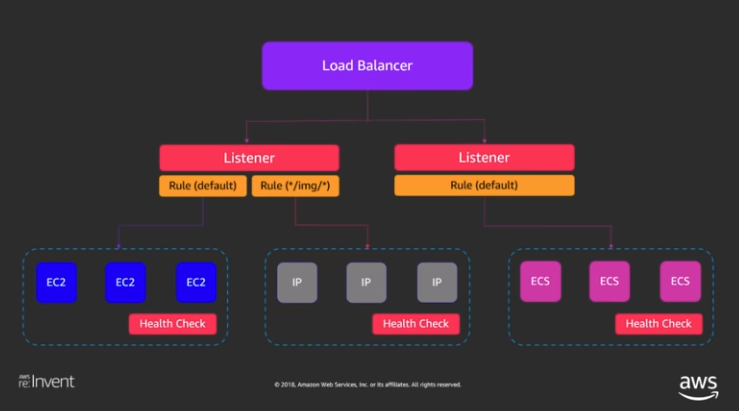 Load Balancer
Listener
Listener
Rule (default)
Rule (*/img/*)
Rule (default)
EC2
EC2
EC2
Health Check
IP
IP
IP
Health Check
ECS
ECS
ECS
Health Check
AWS
re:Invent
© 2018, Amazon Web Services, Inc. or its affiliates. All rights reserved.
aws